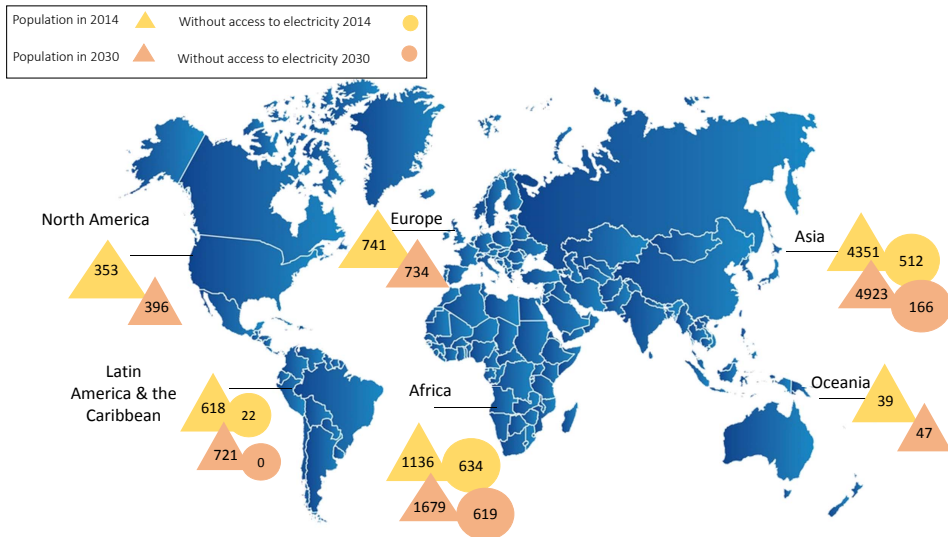 Population in 2014
Without access to electricity 2014
Population in 2030
Without access to electricity 2030
North America
353
396
Europe
741
734
Asia
4351
512
4923
166
Latin
America & the
Caribbean
618
22
721
0
Africa
1136
634
1679
619
Oceania
39
47